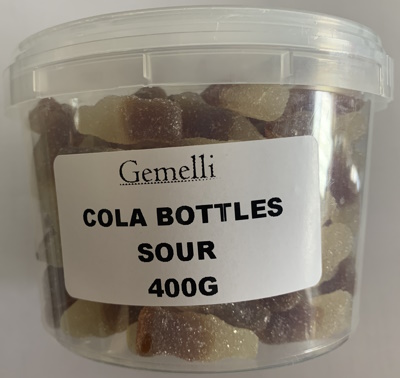 Gemelli
COLA BOTTLES
SOUR
400G